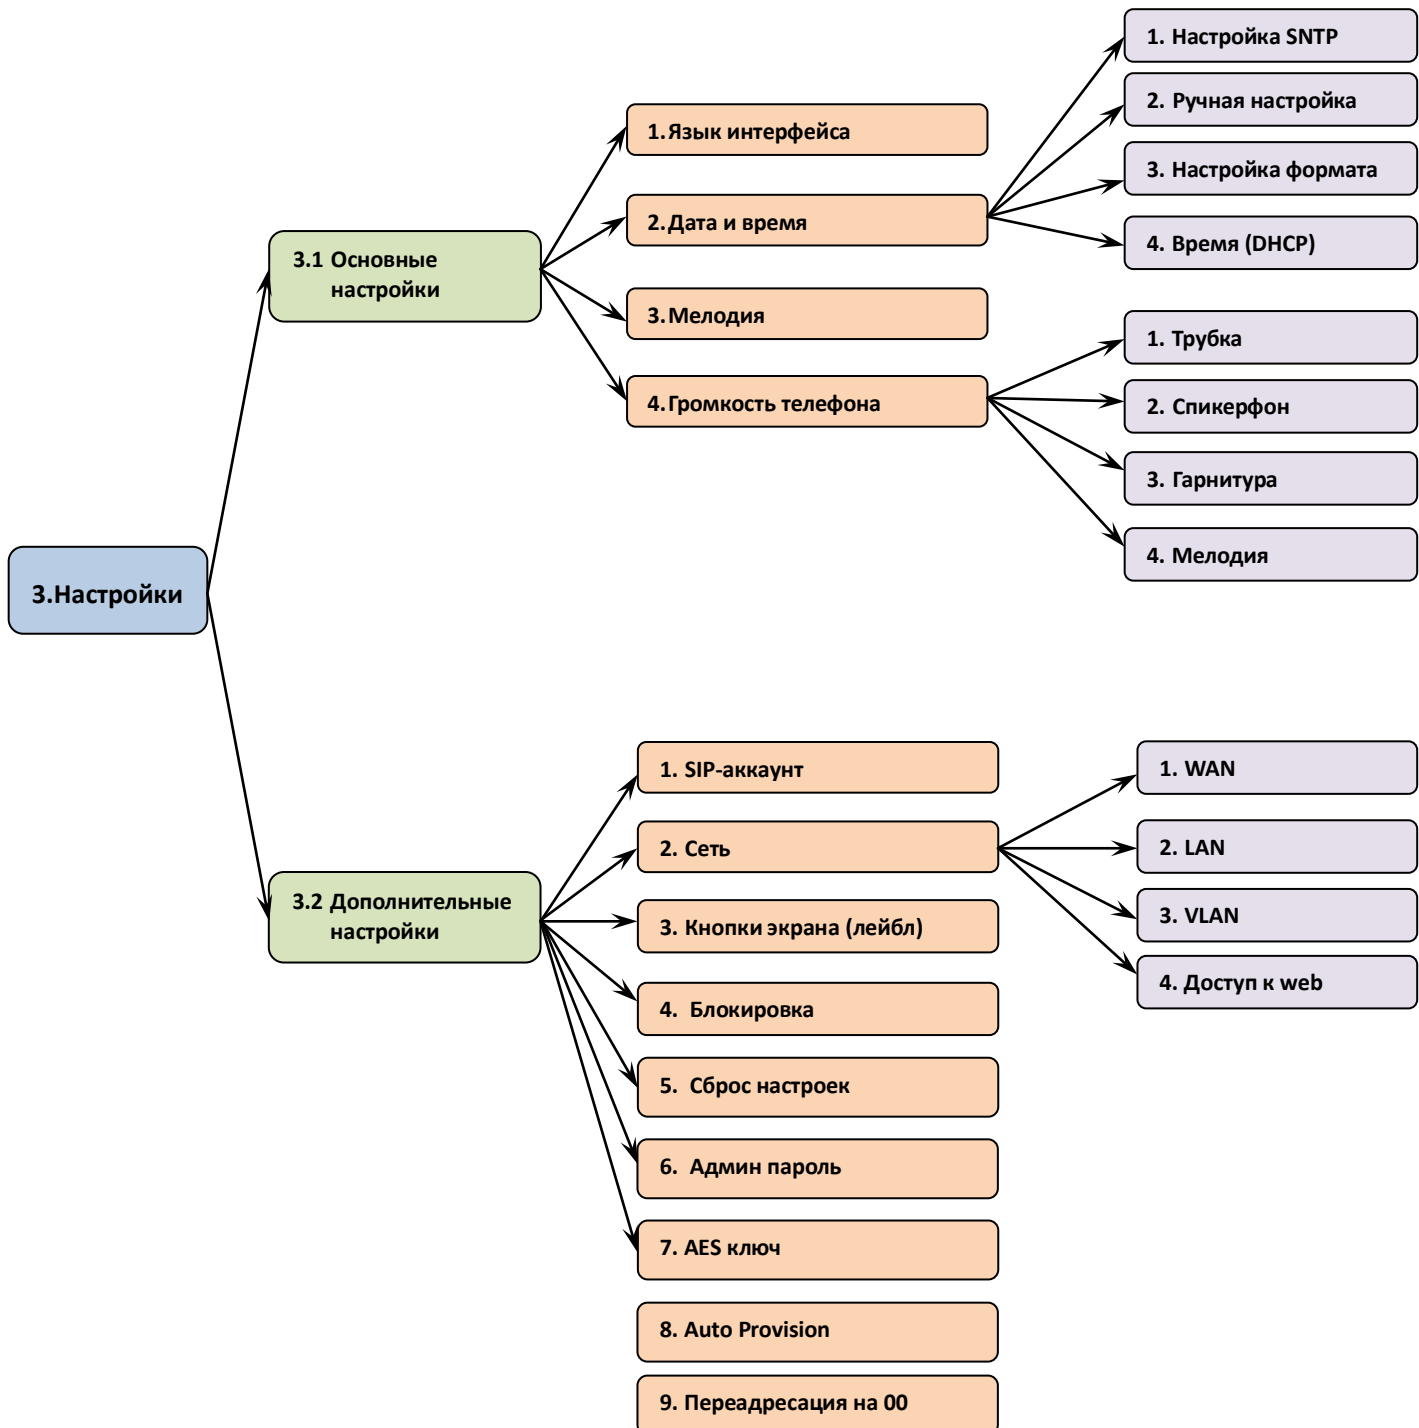 3.Настройки
3.1 Основные
настройки
1.Язык интерфейса
2.Дата и время
1. Настройка SNTP
2. Ручная настройка
3. Настройка формата
4. Время (DHCP)
3.Мелодия
4.Громкость телефона
1. Трубка
2. Спикерфон
3. Гарнитура
4. Мелодия
3.2 Дополнительные
настройки
1. SIP-аккаунт
2. Сеть
1. WAN
2. LAN
3. VLAN
4. Доступ к web
3. Кнопки экрана (лейбл)
4. Блокировка
5. Сброс настроек
6. Админ пароль
7. AES ключ
8. Auto Provision
9. Переадресация на 00